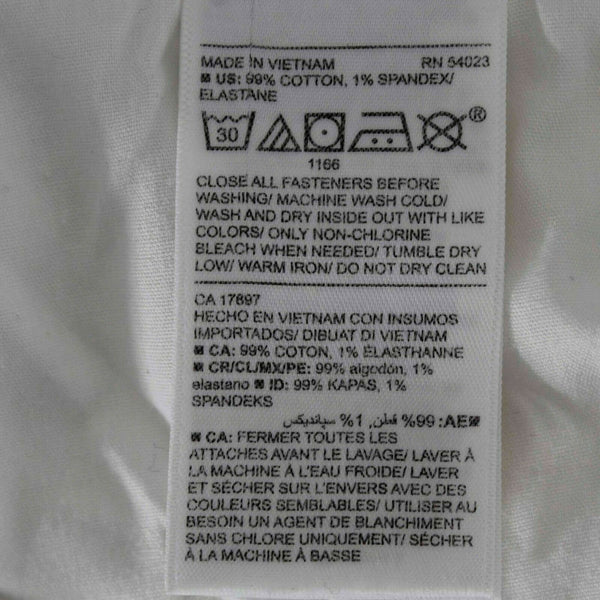 MADE IN VIETNAM RN 54023
US: 99% COTTON, 1% SPANDEX/
ELASTANE
30
®
1166
CLOSE ALL FASTENERS BEFORE
WASHING/ MACHINE WASH COLD/
WASH AND DRY INSIDE OUT WITH LIKE
COLORS/ ONLY NON-CHLORINE
BLEACH WHEN NEEDED/ TUMBLE DRY
LOW/ WARM IRON/ DO NOT DRY CLEAN
CA 17897
HECHO EN VIETNAM CON INSUMOS
IMPORTADOS/ DIBUAT DI VIETNAM
CA: 99% COTON, 1% ÉLASTHANNE
CR/CL/MX/PE: 99% algodón, 1%
elastano ID: 99% KAPAS, 1%
SPANDEKS
AE: 99% قطن, 1% سباندیکس
CA: FERMER TOUTES LES
ATTACHES AVANT LE LAVAGE/ LAVER À
LA MACHINE À L'EAU FROIDE/ LAVER
ET SÉCHER SUR L'ENVERS AVEC DES
COULEURS SEMBLABLES/ UTILISER AU
BESOIN UN AGENT DE BLANCHIMENT
SANS CHLORE UNIQUEMENT/ SÉCHER
À LA MACHINE À BASSE